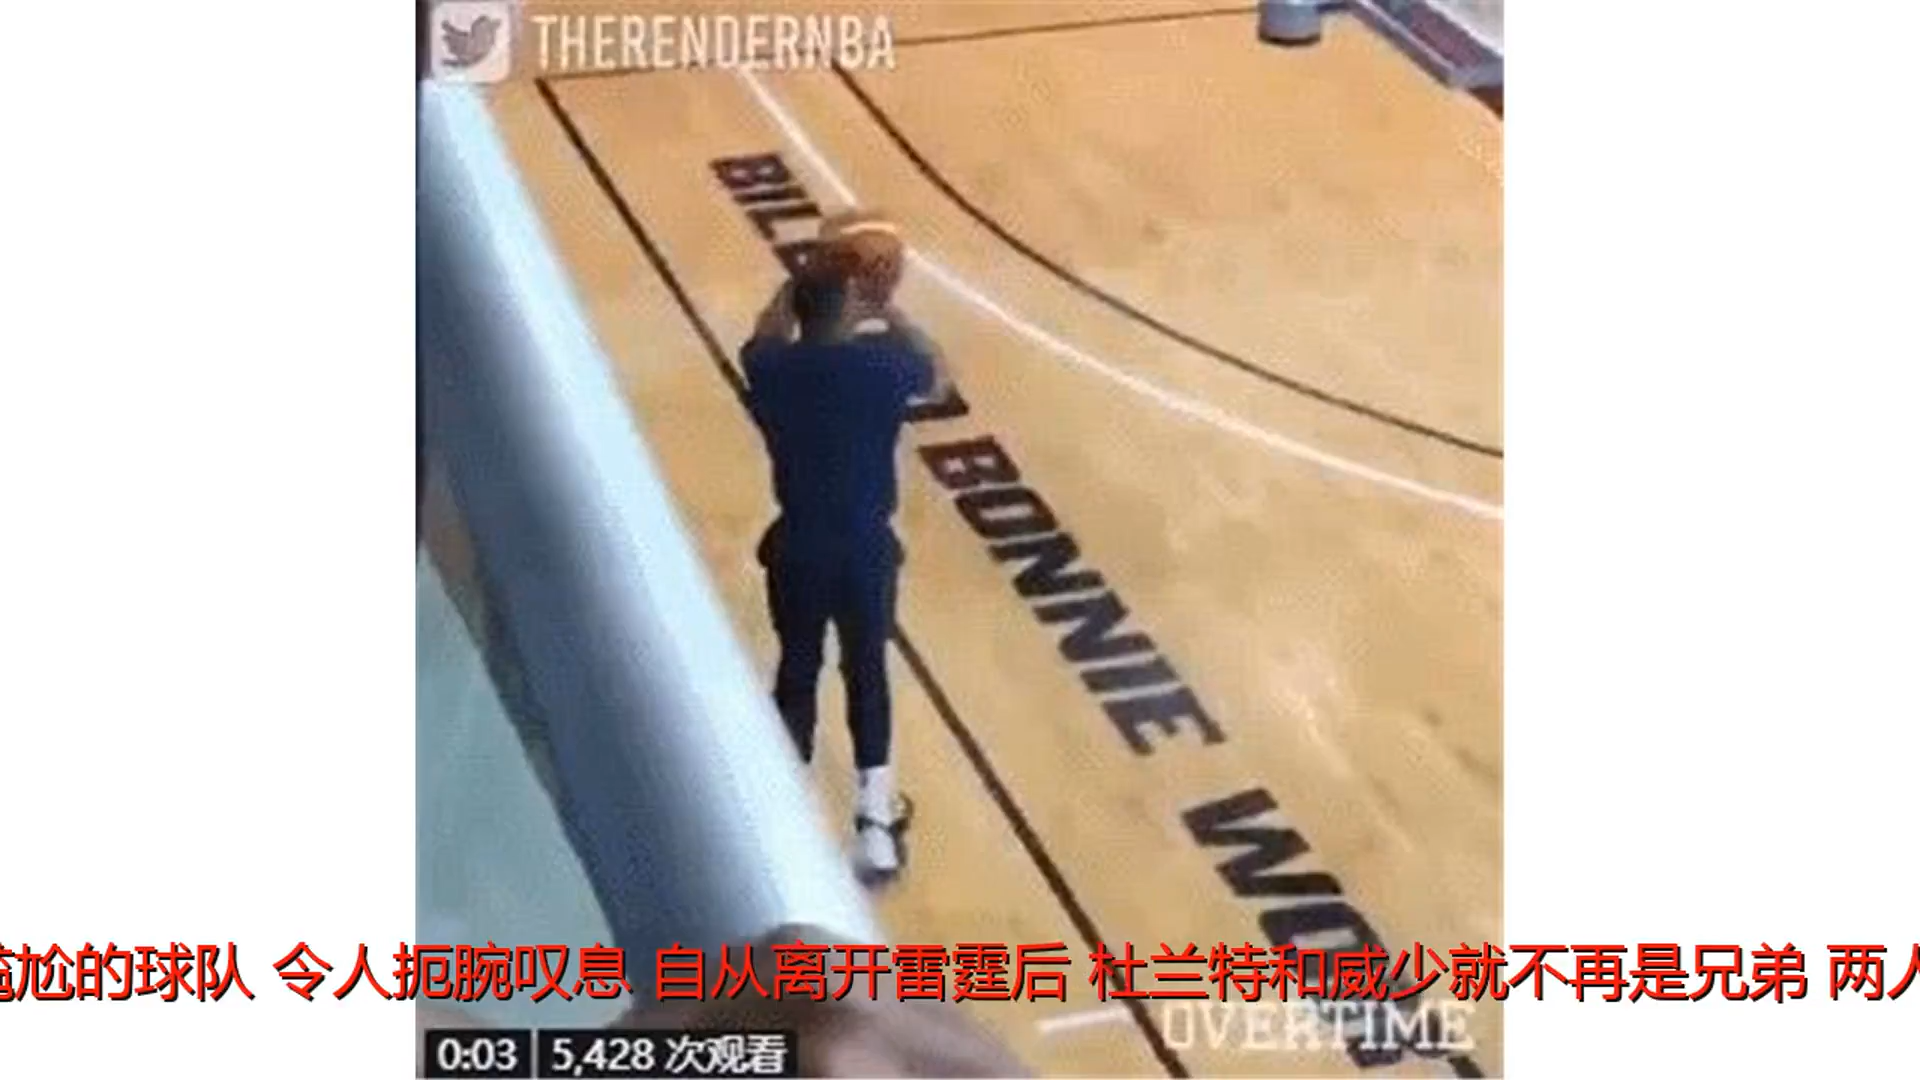 THERENDERNBA
BILL
BONNIE WO
尬的球队 令人扼腕叹息 自从离开雷霆后 杜兰特和威少就不再是兄弟 两人
OVERTIME
0:03 5,428 次观看